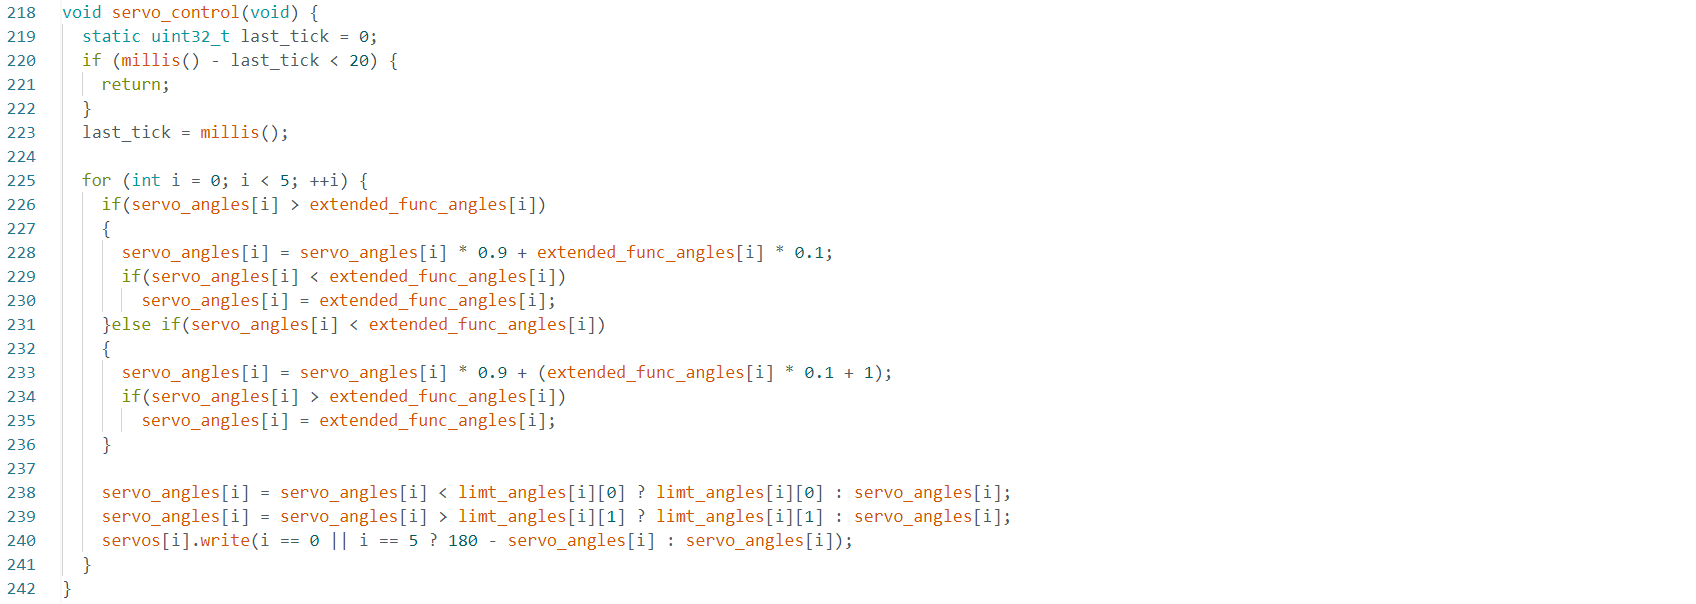 218 void servo_control(void) {
219 static uint32_t last_tick = 0;
220 if (millis() - last_tick < 20) {
221 return;
222 }
223 last_tick = millis();
224
225 for (int i = 0; i < 5; ++i) {
226 if(servo_angles[i] > extended_func_angles[i])
227 {
228 servo_angles[i] = servo_angles[i] * 0.9 + extended_func_angles[i] * 0.1;
229 if(servo_angles[i] < extended_func_angles[i])
230 servo_angles[i] = extended_func_angles[i];
231 }else if(servo_angles[i] < extended_func_angles[i])
232 {
233 servo_angles[i] = servo_angles[i] * 0.9 + (extended_func_angles[i] * 0.1 + 1);
234 if(servo_angles[i] > extended_func_angles[i])
235 servo_angles[i] = extended_func_angles[i];
236 }
237
238 servo_angles[i] = servo_angles[i] < limt_angles[i][0] ? limt_angles[i][0] : servo_angles[i];
239 servo_angles[i] = servo_angles[i] > limt_angles[i][1] ? limt_angles[i][1] : servo_angles[i];
240 servos[i].write(i == 0 || i == 5 ? 180 - servo_angles[i] : servo_angles[i]);
241 }
242 }